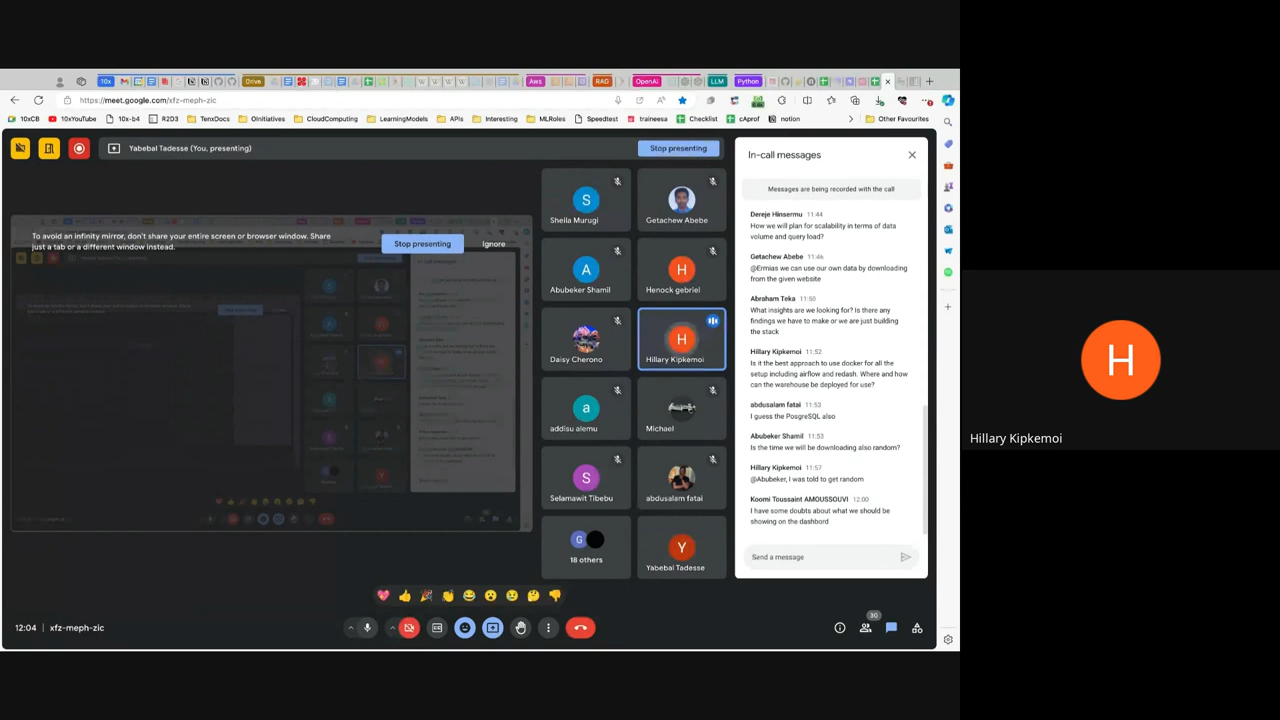 10x
Drive
Aws
RAG
OpenAI
LLM
Python
https://meet.google.com/xfz-meph-zic
10xCB
10xYouTube
10x-b4
R2D3
TenxDocs
OInitiatives
CloudComputing
LearningModels
APIs
Interesting
MLRoles
Speedtest
traineesa
Checklist
cAprof
notion
Other Favourites
Yabebal Tadesse (You, presenting)
Stop presenting
To avoid an infinity mirror, don't share your entire screen or browser window. Share
just a tab or a different window instead.
Stop presenting
Ignore
S
Sheila Murugi
Getachew Abebe
A
Abubeker Shamil
H
Henock gebriel
Daisy Cherono
H
Hillary Kipkemoi
a
addisu alemu
Michael
S
Selamawit Tibebu
abdusalam fatai
G
18 others
Y
Yabebal Tadesse
In-call messages
Messages are being recorded with the call
Dereje Hinsermu 11:44
How we will plan for scalability in terms of data
volume and query load?
Getachew Abebe 11:46
@Ermias we can use our own data by downloading
from the given website
Abraham Teka 11:50
What insights are we looking for? Is there any
findings we have to make or we are just building
the stack
Hillary Kipkemoi 11:52
Is it the best approach to use docker for all the
setup including airflow and redash. Where and how
can the warehouse be deployed for use?
abdusalam fatai 11:53
I guess the PosgreSQL also
Abubeker Shamil 11:53
Is the time we will be downloading also random?
Hillary Kipkemoi 11:57
@Abubeker, I was told to get random
Koomi Toussaint AMOUSSOUVI 12:00
I have some doubts about what we should be
showing on the dashbord
Send a message
12:04 | xfz-meph-zic
30
H
Hillary Kipkemoi